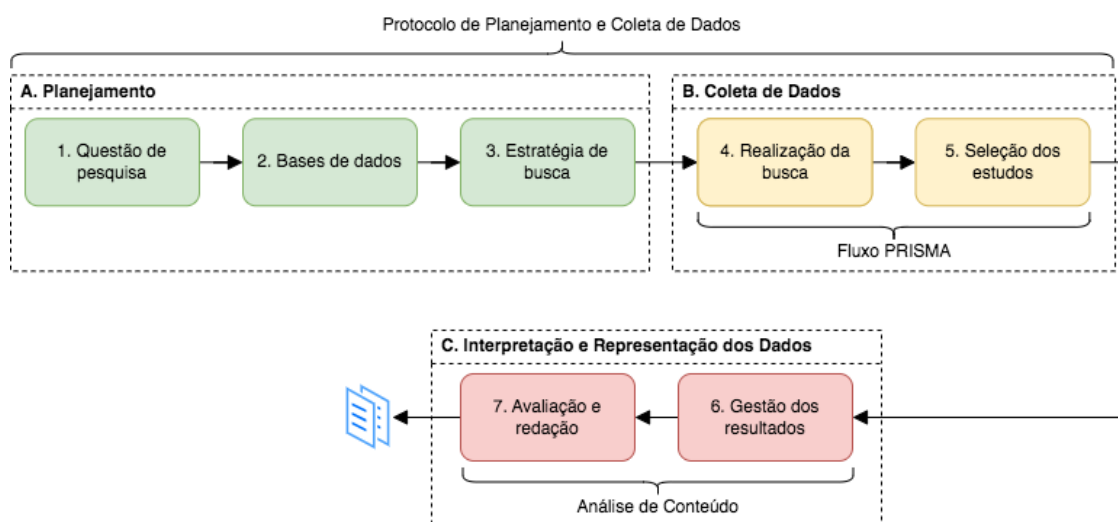 Protocolo de Planejamento e Coleta de Dados
A. Planejamento
1. Questão de
pesquisa
2. Bases de dados
3. Estratégia de
busca
B. Coleta de Dados
4. Realização da
busca
5. Seleção dos
estudos
Fluxo PRISMA
C. Interpretação e Representação dos Dados
7. Avaliação e
redação
6. Gestão dos
resultados
Análise de Conteúdo